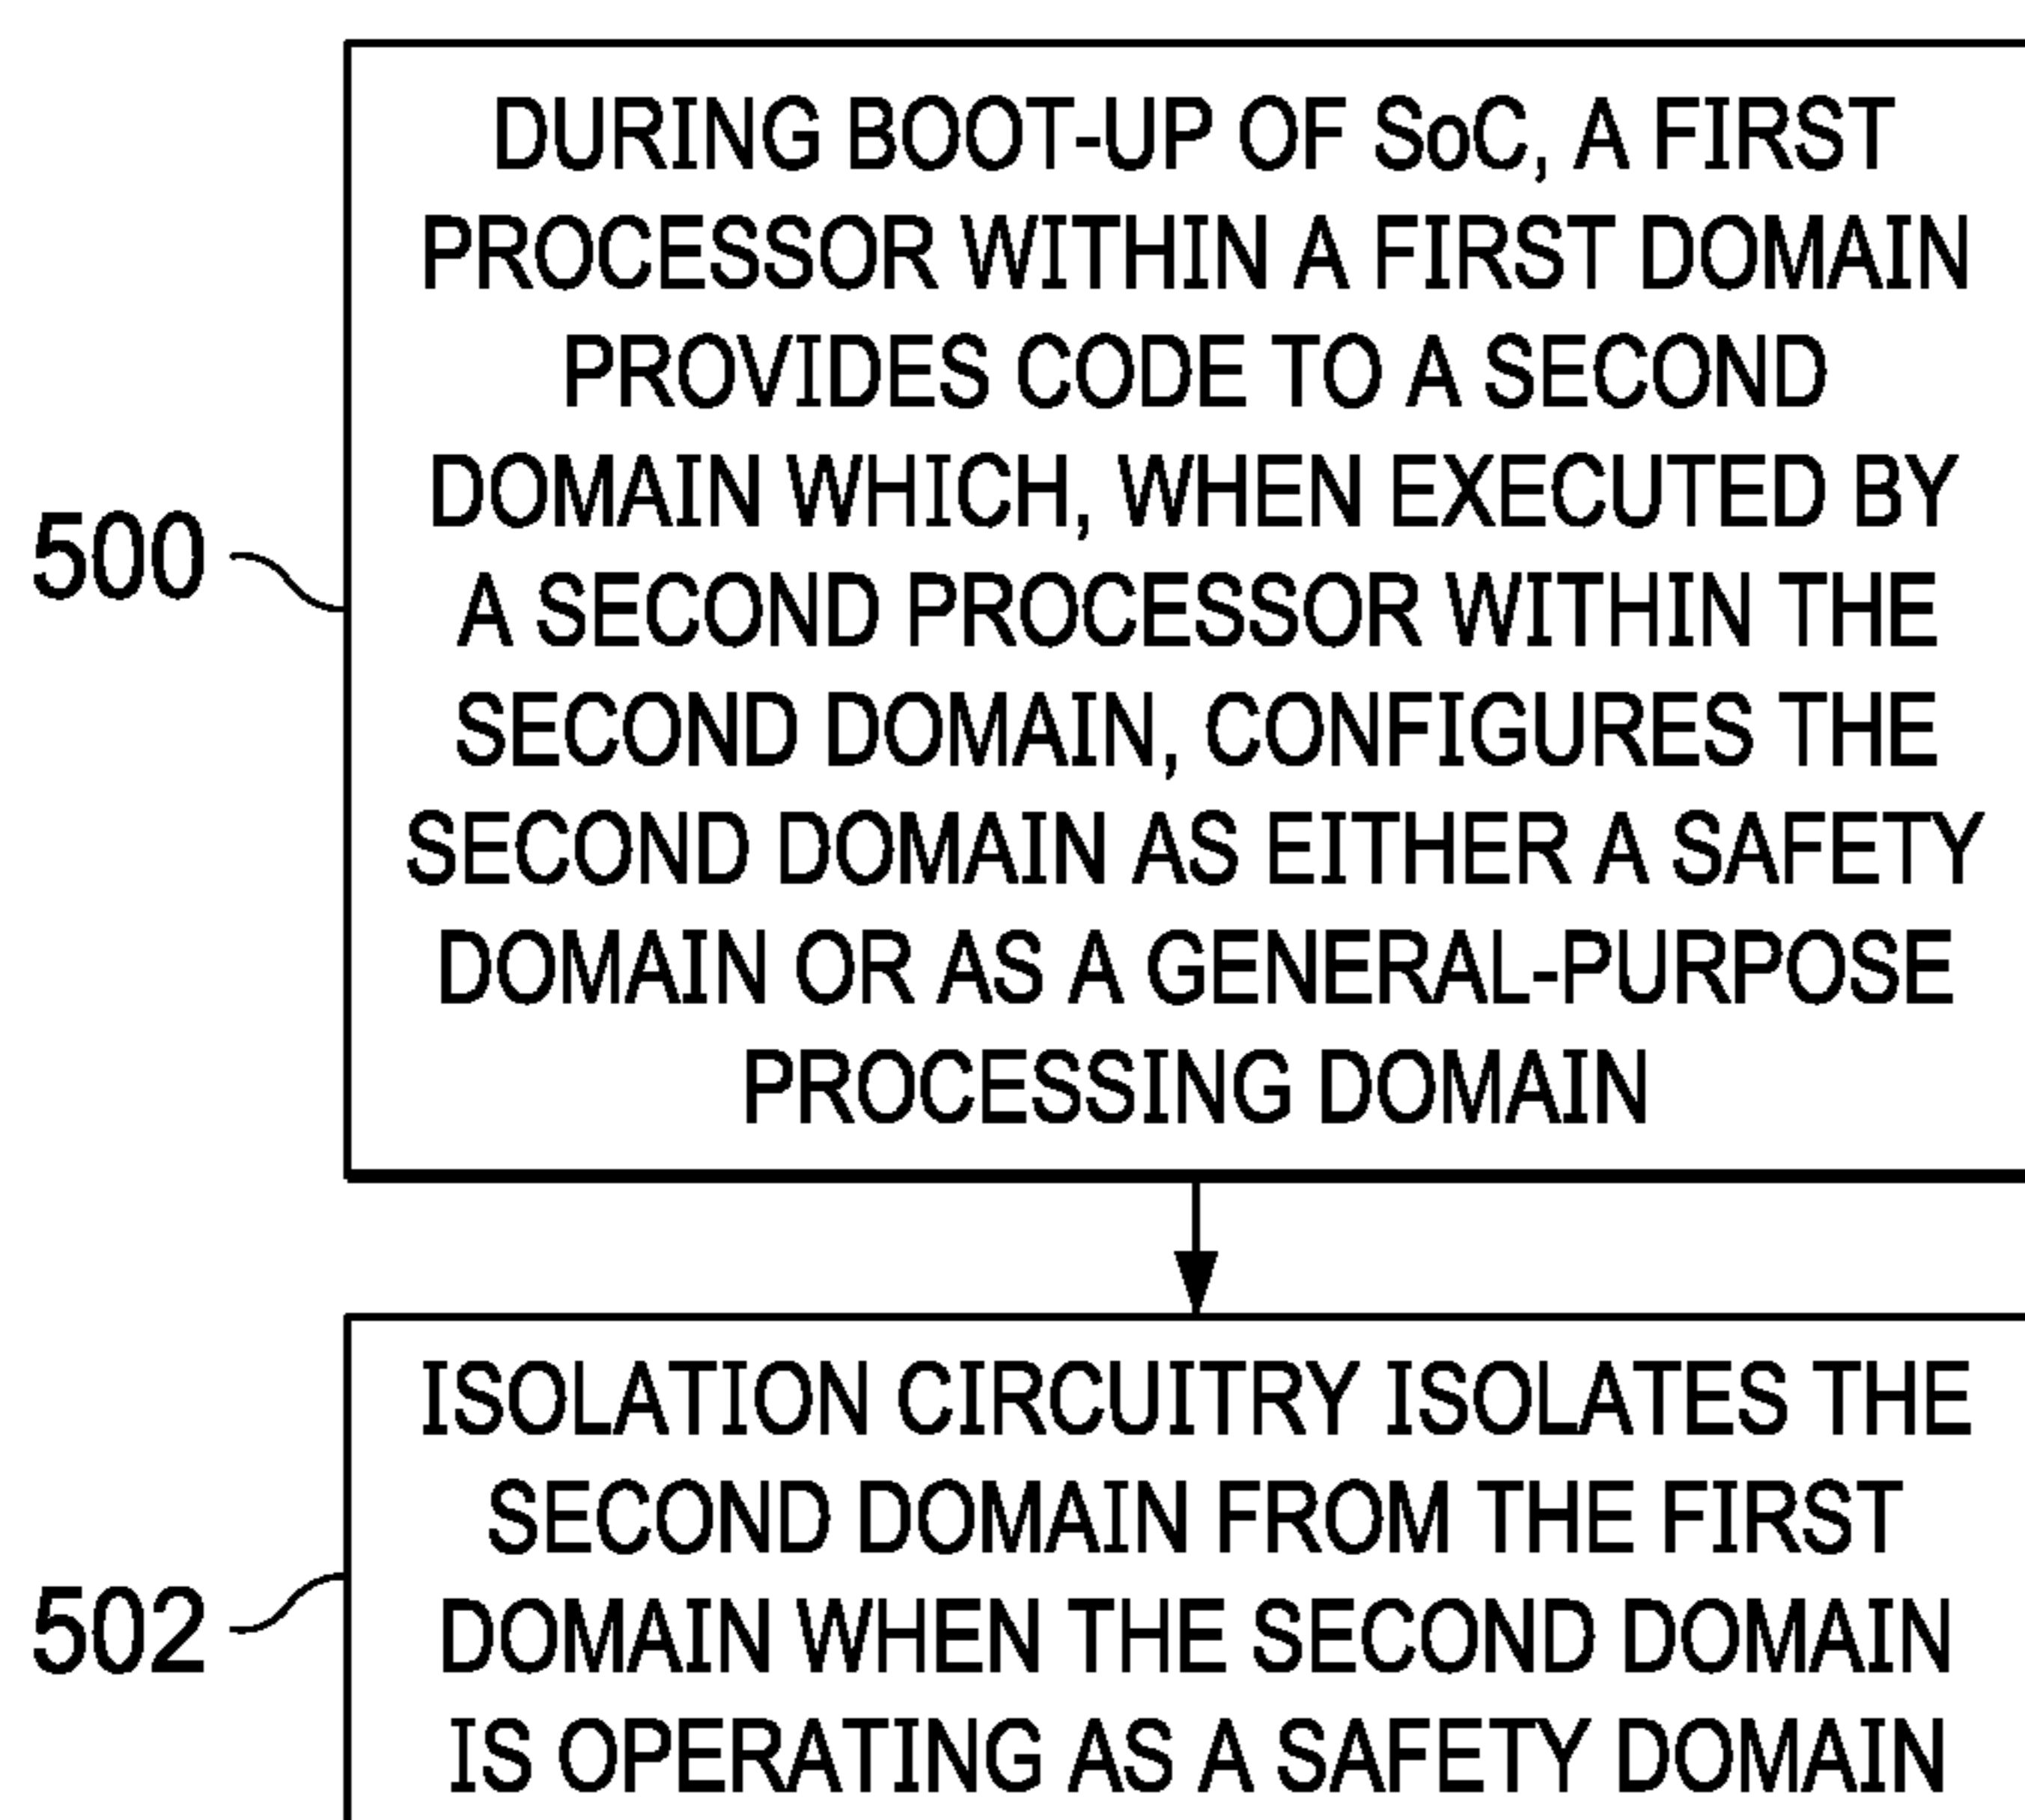 DURING BOOT-UP OF SoC, A FIRST
PROCESSOR WITHIN A FIRST DOMAIN
PROVIDES CODE TO A SECOND
DOMAIN WHICH, WHEN EXECUTED BY
A SECOND PROCESSOR WITHIN THE
SECOND DOMAIN, CONFIGURES THE
SECOND DOMAIN AS EITHER A SAFETY
DOMAIN OR AS A GENERAL-PURPOSE
PROCESSING DOMAIN
500
ISOLATION CIRCUITRY ISOLATES THE
SECOND DOMAIN FROM THE FIRST
DOMAIN WHEN THE SECOND DOMAIN
IS OPERATING AS A SAFETY DOMAIN
502